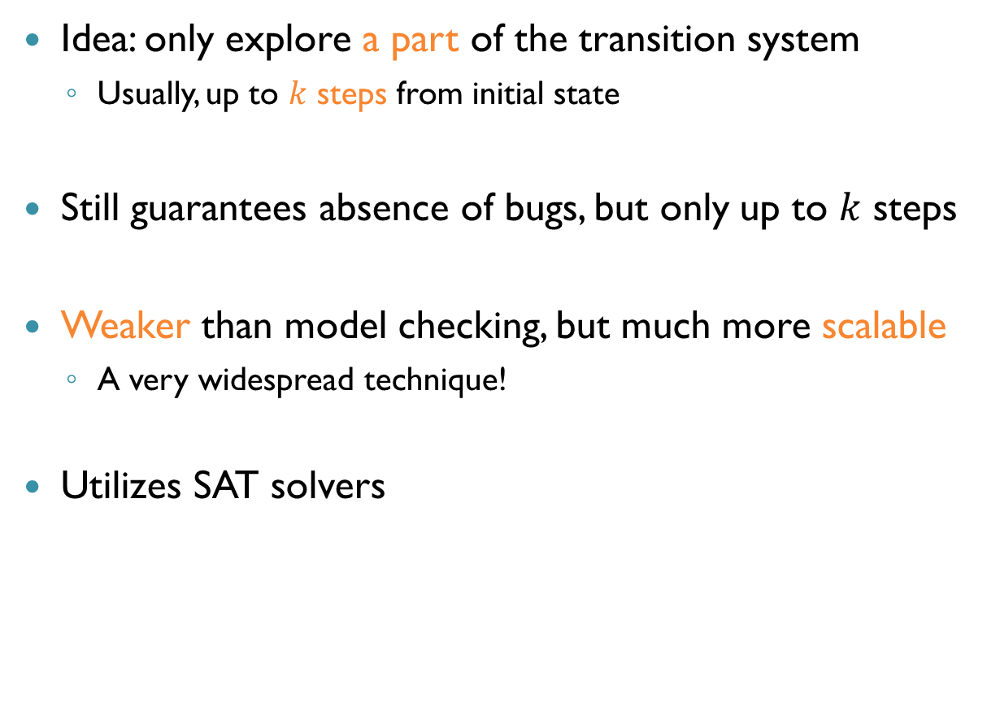 • Idea: only explore a part of the transition system
◦ Usually, up to k steps from initial state
• Still guarantees absence of bugs, but only up to k steps
• Weaker than model checking, but much more scalable
◦ A very widespread technique!
• Utilizes SAT solvers